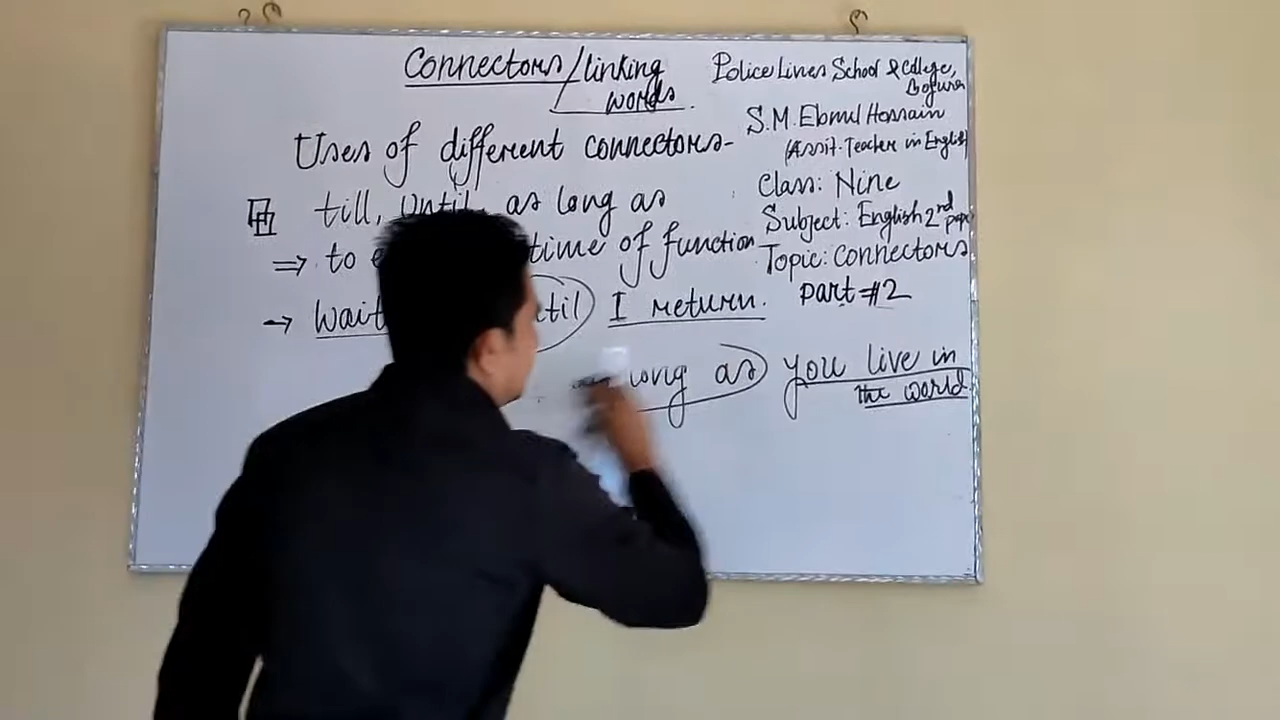 Connectors/linking
words.
Uses of different connectors-
till, until, as long as
⇒ to time of function
→ wait until I return.
long as you live in
the world
Police Lines School & College,
Bogura
S.M. Ebnul Hossain
(Assit. Teacher in English)
Class: Nine
Subject: English 2nd paper
Topic: Connectors
Part #2